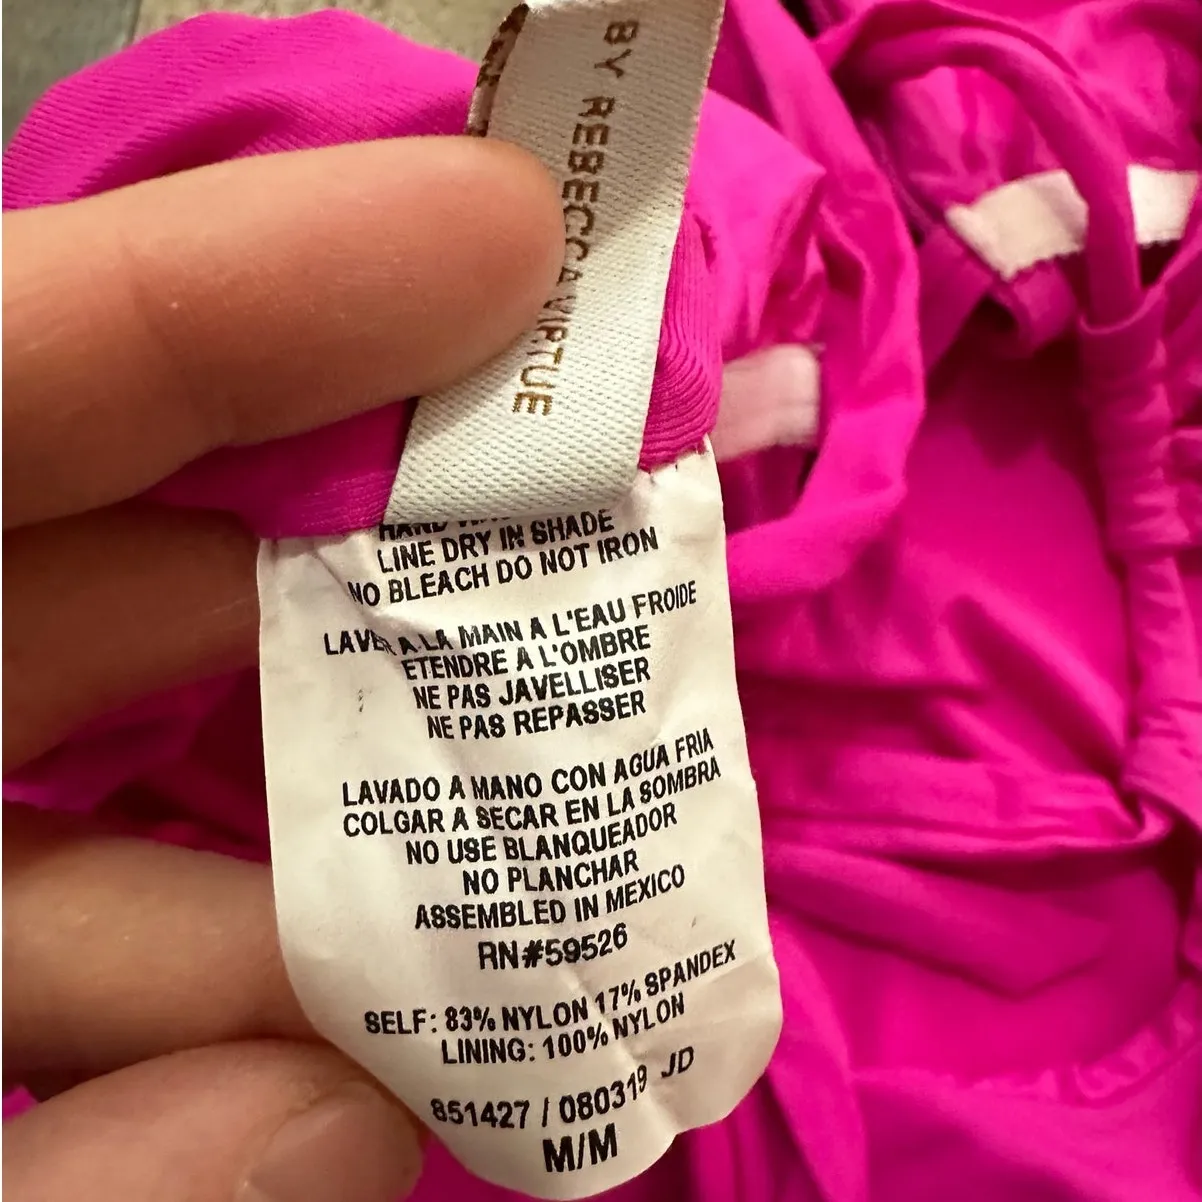 BY REBECCA VIRTUE
HAND
LINE DRY IN SHADE
NO BLEACH DO NOT IRON
LAVER A LA MAIN A L'EAU FROIDE
ETENDRE A L'OMBRE
NE PAS JAVELLISER
NE PAS REPASSER
LAVADO A MANO CON AGUA FRIA
COLGAR A SECAR EN LA SOMBRA
NO USE BLANQUEADOR
NO PLANCHAR
ASSEMBLED IN MEXICO
RN#59526
SELF: 83% NYLON 17% SPANDEX
LINING: 100% NYLON
851427 / 080319 JD
M/M